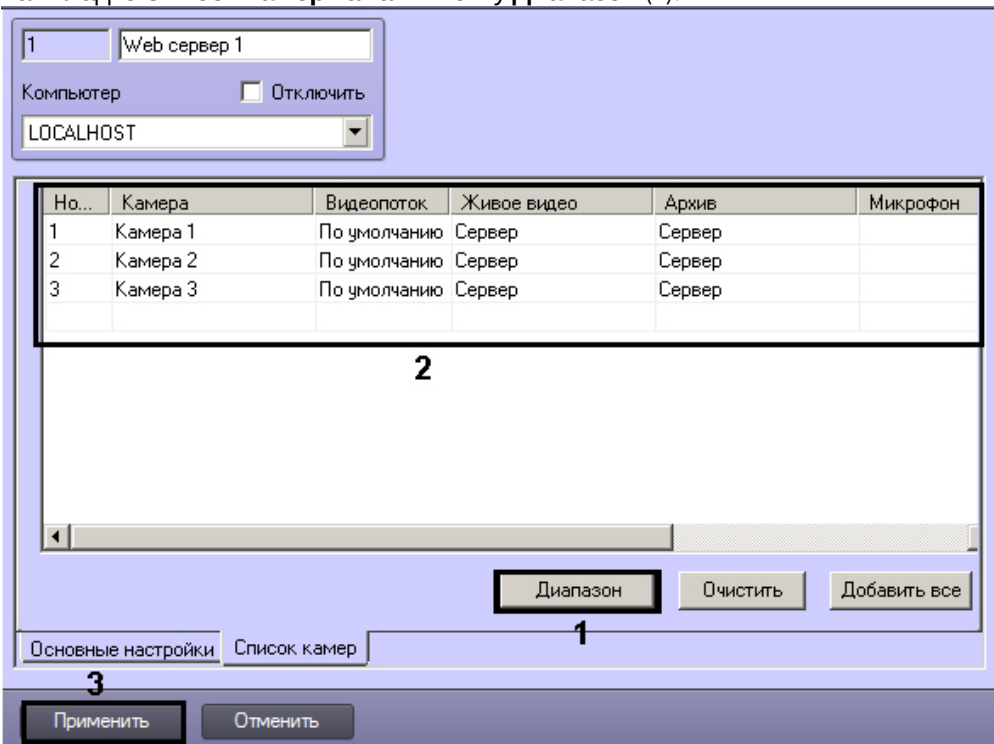 1 Web сервер 1
Компьютер Отключить
LOCALHOST
Но... Камера Видеопоток Живое видео Архив Микрофон
1 Камера 1 По умолчанию Сервер Сервер
2 Камера 2 По умолчанию Сервер Сервер
3 Камера 3 По умолчанию Сервер Сервер
2
Диапазон Очистить Добавить все
1
Основные настройки Список камер
3
Применить Отменить